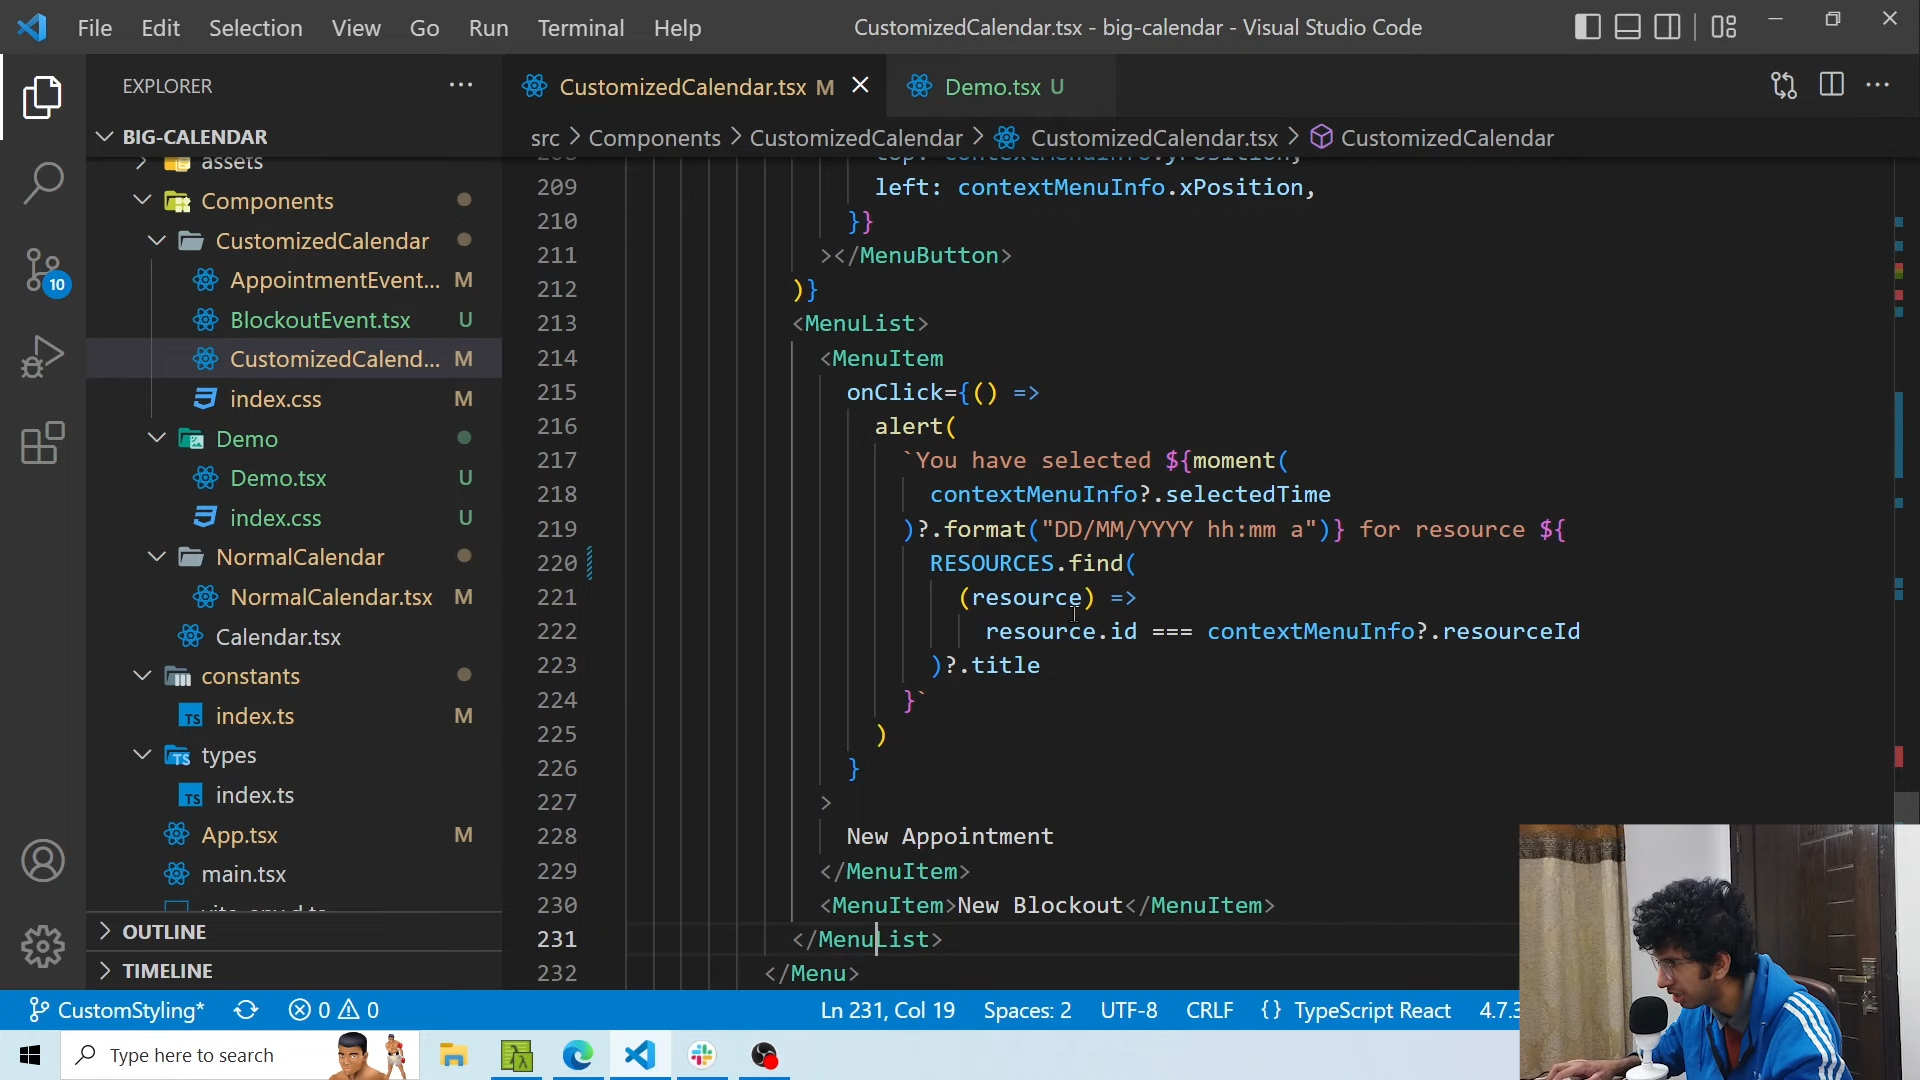 File Edit Selection View Go Run Terminal Help
CustomizedCalendar.tsx - big-calendar - Visual Studio Code
EXPLORER
CustomizedCalendar.tsx M
Demo.tsx U
BIG-CALENDAR
src > Components > CustomizedCalendar > CustomizedCalendar.tsx > CustomizedCalendar
assets
Components
CustomizedCalendar
AppointmentEvent... M
BlockoutEvent.tsx U
CustomizedCalend... M
index.css M
Demo
Demo.tsx U
index.css U
NormalCalendar
NormalCalendar.tsx M
Calendar.tsx
constants
index.ts M
types
index.ts
App.tsx M
main.tsx
OUTLINE
TIMELINE
10
209 left: contextMenuInfo.xPosition,
210 }}
211 ></MenuButton>
212 )}
213 <MenuList>
214 <MenuItem
215 onClick={() =>
216 alert(
217 `You have selected ${moment(
218 contextMenuInfo?.selectedTime
219 )?.format("DD/MM/YYYY hh:mm a")} for resource ${
220 RESOURCES.find(
221 (resource) =>
222 resource.id === contextMenuInfo?.resourceId
223 )?.title
224 }`
225 )
226 }
227 >
228 New Appointment
229 </MenuItem>
230 <MenuItem>New Blockout</MenuItem>
231 </MenuList>
232 </Menu>
CustomStyling* 0 0 Ln 231, Col 19 Spaces: 2 UTF-8 CRLF {} TypeScript React 4.7.3
Type here to search